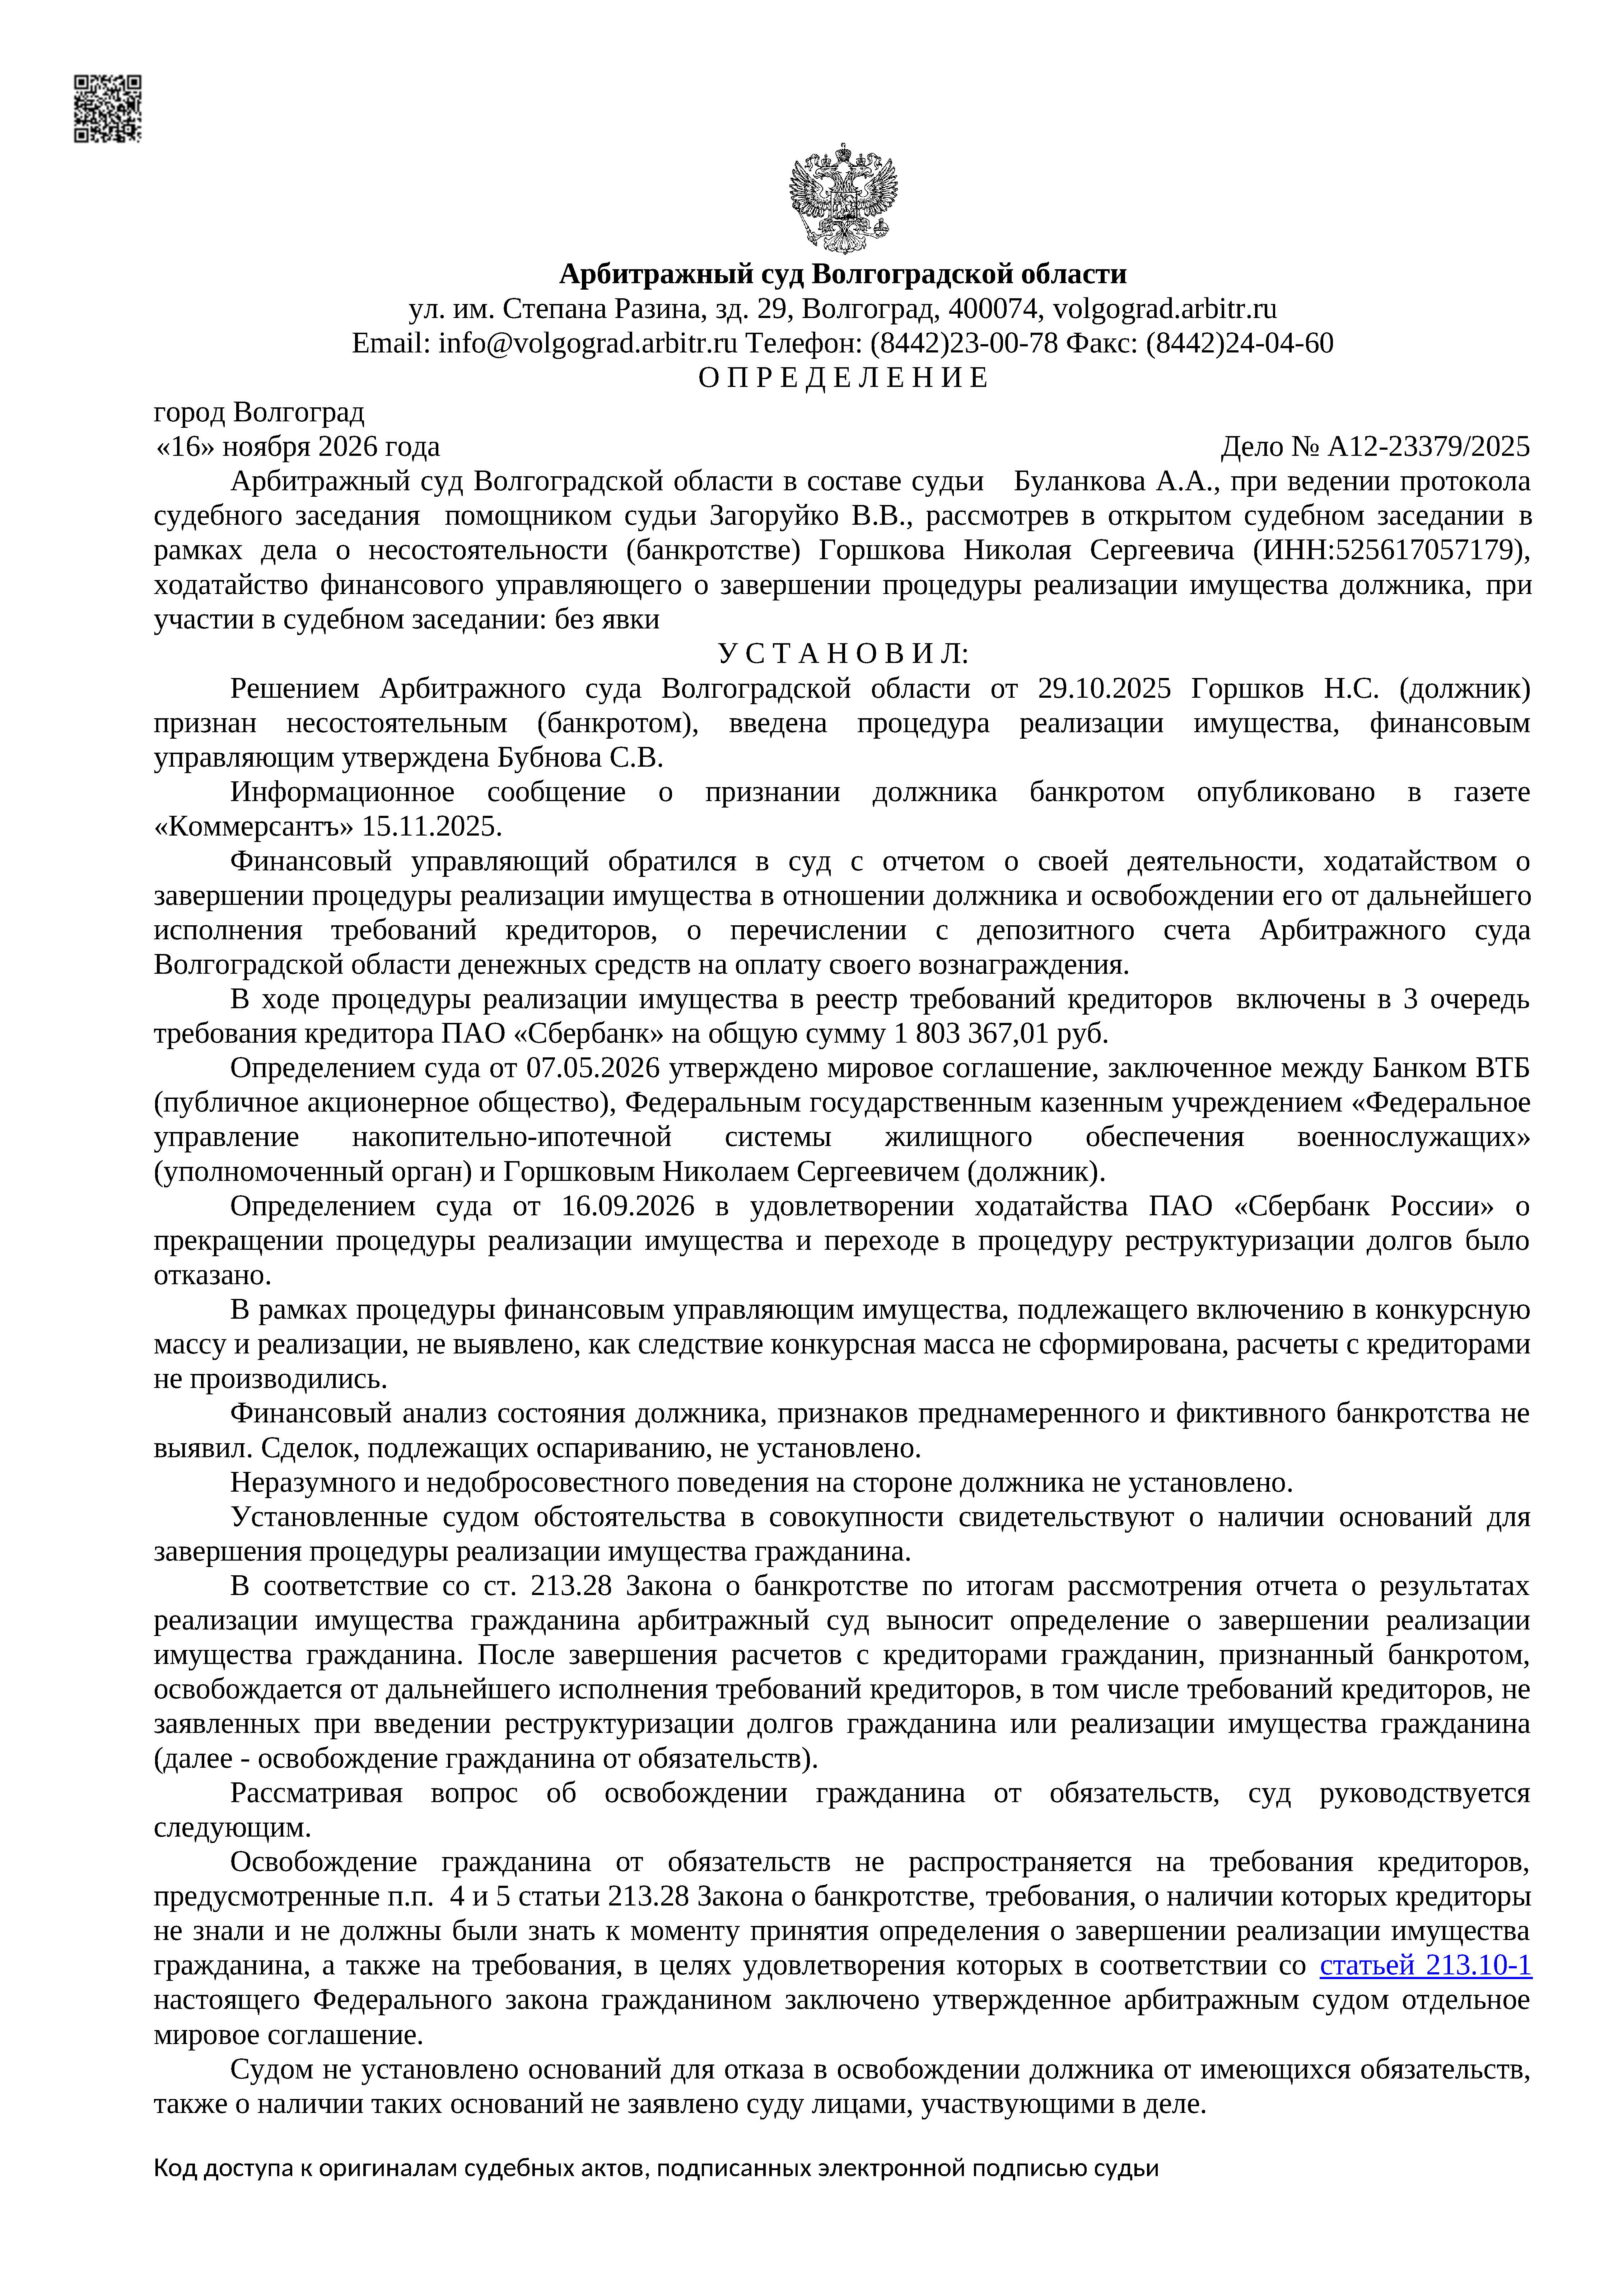 Арбитражный суд Волгоградской области
ул. им. Степана Разина, зд. 29, Волгоград, 400074, volgograd.arbitr.ru
Email: info@volgograd.arbitr.ru Телефон: (8442)23-00-78 Факс: (8442)24-04-60
О П Р Е Д Е Л Е Н И Е
город Волгоград
«16» ноября 2026 года Дело № А12-23379/2025
Арбитражный суд Волгоградской области в составе судьи Буланкова А.А., при ведении протокола
судебного заседания помощником судьи Загоруйко В.В., рассмотрев в открытом судебном заседании в
рамках дела о несостоятельности (банкротстве) Горшкова Николая Сергеевича (ИНН:525617057179),
ходатайство финансового управляющего о завершении процедуры реализации имущества должника, при
участии в судебном заседании: без явки
У С Т А Н О В И Л:
Решением Арбитражного суда Волгоградской области от 29.10.2025 Горшков Н.С. (должник)
признан несостоятельным (банкротом), введена процедура реализации имущества, финансовым
управляющим утверждена Бубнова С.В.
Информационное сообщение о признании должника банкротом опубликовано в газете
«Коммерсантъ» 15.11.2025.
Финансовый управляющий обратился в суд с отчетом о своей деятельности, ходатайством о
завершении процедуры реализации имущества в отношении должника и освобождении его от дальнейшего
исполнения требований кредиторов, о перечислении с депозитного счета Арбитражного суда
Волгоградской области денежных средств на оплату своего вознаграждения.
В ходе процедуры реализации имущества в реестр требований кредиторов включены в 3 очередь
требования кредитора ПАО «Сбербанк» на общую сумму 1 803 367,01 руб.
Определением суда от 07.05.2026 утверждено мировое соглашение, заключенное между Банком ВТБ
(публичное акционерное общество), Федеральным государственным казенным учреждением «Федеральное
управление накопительно-ипотечной системы жилищного обеспечения военнослужащих»
(уполномоченный орган) и Горшковым Николаем Сергеевичем (должник).
Определением суда от 16.09.2026 в удовлетворении ходатайства ПАО «Сбербанк России» о
прекращении процедуры реализации имущества и переходе в процедуру реструктуризации долгов было
отказано.
В рамках процедуры финансовым управляющим имущества, подлежащего включению в конкурсную
массу и реализации, не выявлено, как следствие конкурсная масса не сформирована, расчеты с кредиторами
не производились.
Финансовый анализ состояния должника, признаков преднамеренного и фиктивного банкротства не
выявил. Сделок, подлежащих оспариванию, не установлено.
Неразумного и недобросовестного поведения на стороне должника не установлено.
Установленные судом обстоятельства в совокупности свидетельствуют о наличии оснований для
завершения процедуры реализации имущества гражданина.
В соответствие со ст. 213.28 Закона о банкротстве по итогам рассмотрения отчета о результатах
реализации имущества гражданина арбитражный суд выносит определение о завершении реализации
имущества гражданина. После завершения расчетов с кредиторами гражданин, признанный банкротом,
освобождается от дальнейшего исполнения требований кредиторов, в том числе требований кредиторов, не
заявленных при введении реструктуризации долгов гражданина или реализации имущества гражданина
(далее - освобождение гражданина от обязательств).
Рассматривая вопрос об освобождении гражданина от обязательств, суд руководствуется
следующим.
Освобождение гражданина от обязательств не распространяется на требования кредиторов,
предусмотренные п.п. 4 и 5 статьи 213.28 Закона о банкротстве, требования, о наличии которых кредиторы
не знали и не должны были знать к моменту принятия определения о завершении реализации имущества
гражданина, а также на требования, в целях удовлетворения которых в соответствии со статьей 213.10-1
настоящего Федерального закона гражданином заключено утвержденное арбитражным судом отдельное
мировое соглашение.
Судом не установлено оснований для отказа в освобождении должника от имеющихся обязательств,
также о наличии таких оснований не заявлено суду лицами, участвующими в деле.
Код доступа к оригиналам судебных актов, подписанных электронной подписью судьи